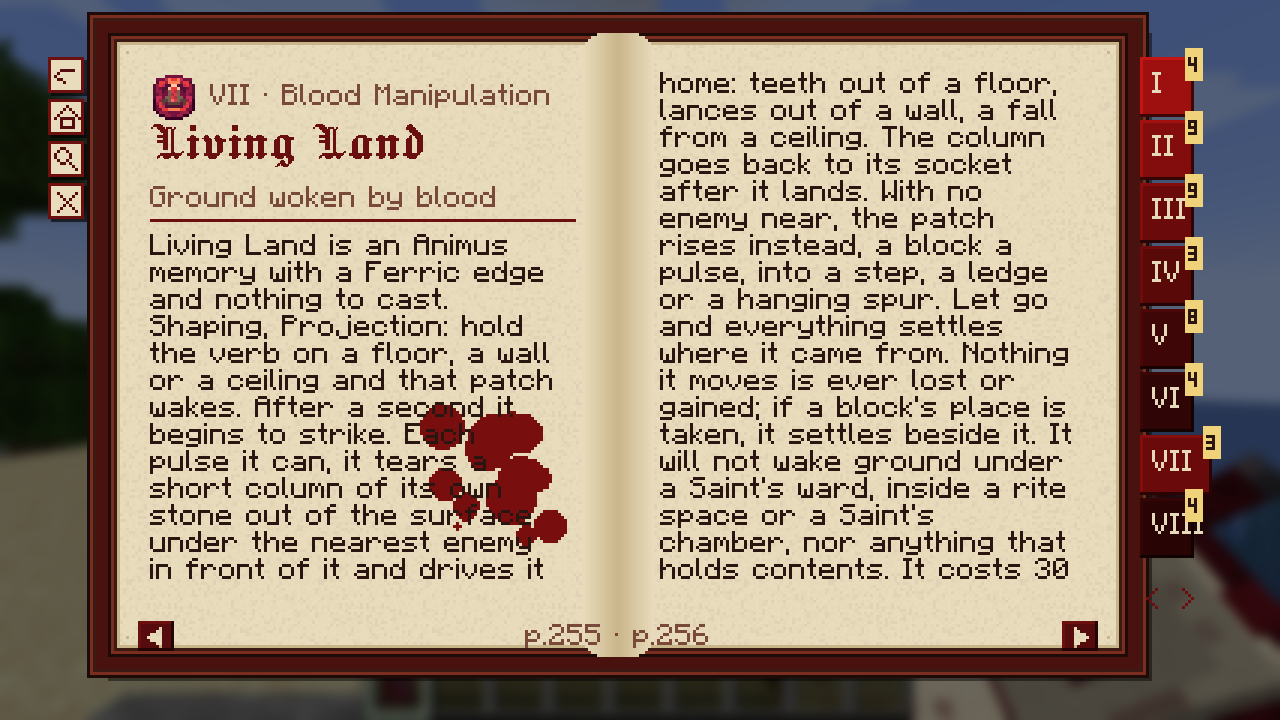 VII · Blood Manipulation
Living Land
Ground woken by blood
Living Land is an Animus
memory with a Ferric edge
and nothing to cast.
Shaping, Projection: hold
the verb on a floor, a wall
or a ceiling and that patch
wakes. After a second it
begins to strike. Each
pulse it can, it tears a
short column of its own
stone out of the surface
under the nearest enemy
in front of it and drives it
home: teeth out of a floor,
lances out of a wall, a fall
from a ceiling. The column
goes back to its socket
after it lands. With no
enemy near, the patch
rises instead, a block a
pulse, into a step, a ledge
or a hanging spur. Let go
and everything settles
where it came from. Nothing
it moves is ever lost or
gained; if a block's place is
taken, it settles beside it. It
will not wake ground under
a Saint's ward, inside a rite
space or a Saint's
chamber, nor anything that
holds contents. It costs 30
p.255 · p.256
I 4
II 9
III 9
IV 3
V 8
VI 4
VII 3
VIII 4